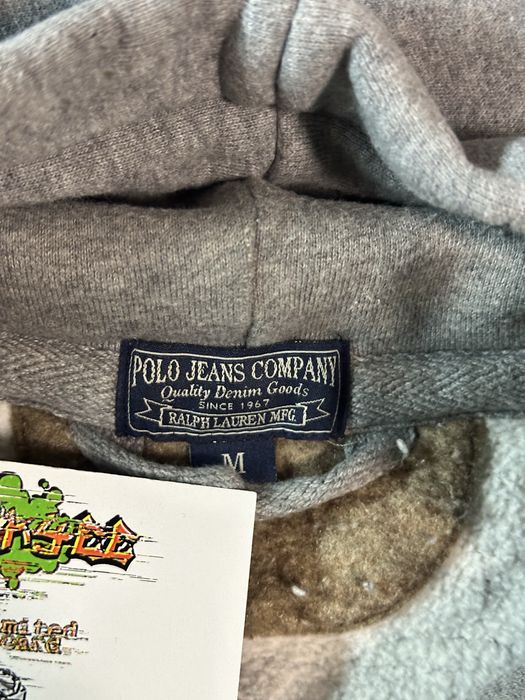 POLO JEANS COMPANY
Quality Denim Goods
SINCE 1967
RALPH LAUREN MFG.
M